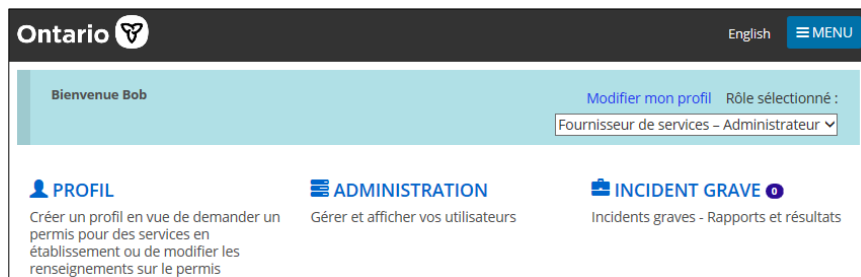 Ontario
English
MENU
Bienvenue Bob
Modifier mon profil Rôle sélectionné :
Fournisseur de services – Administrateur
PROFIL
Créer un profil en vue de demander un
permis pour des services en
établissement ou de modifier les
renseignements sur le permis
ADMINISTRATION
Gérer et afficher vos utilisateurs
INCIDENT GRAVE 0
Incidents graves - Rapports et résultats